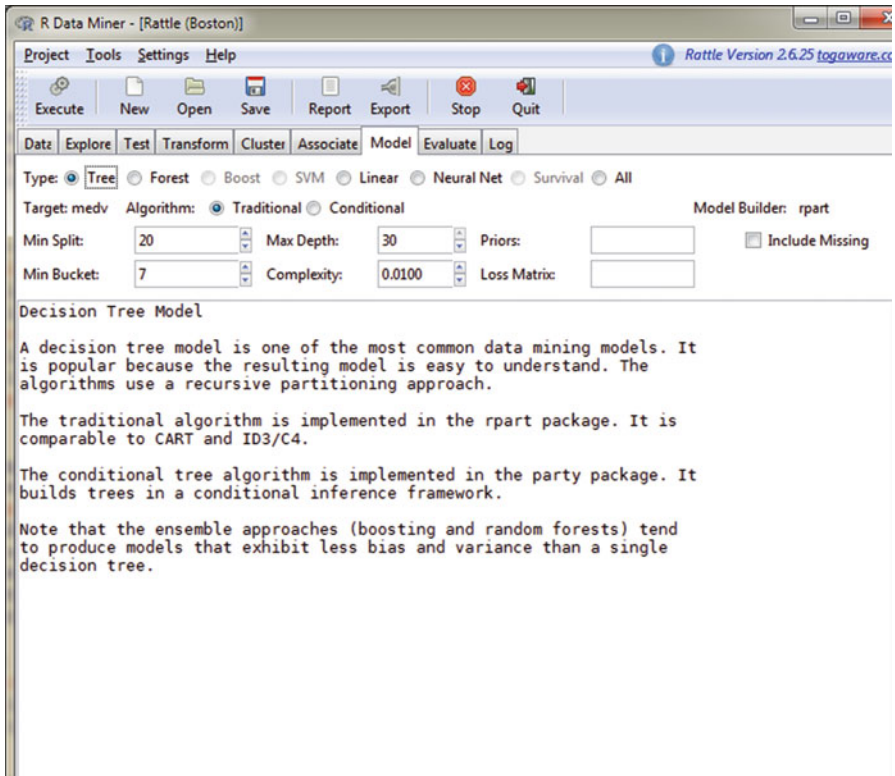 R Data Miner - [Rattle (Boston)]
Project Tools Settings Help Rattle Version 2.6.25 togaware.co
Execute New Open Save Report Export Stop Quit
Data Explore Test Transform Cluster Associate Model Evaluate Log
Type: Tree Forest Boost SVM Linear Neural Net Survival All
Target: medv Algorithm: Traditional Conditional Model Builder: rpart
Min Split: 20 Max Depth: 30 Priors: Include Missing
Min Bucket: 7 Complexity: 0.0100 Loss Matrix:
Decision Tree Model
A decision tree model is one of the most common data mining models. It
is popular because the resulting model is easy to understand. The
algorithms use a recursive partitioning approach.
The traditional algorithm is implemented in the rpart package. It is
comparable to CART and ID3/C4.
The conditional tree algorithm is implemented in the party package. It
builds trees in a conditional inference framework.
Note that the ensemble approaches (boosting and random forests) tend
to produce models that exhibit less bias and variance than a single
decision tree.